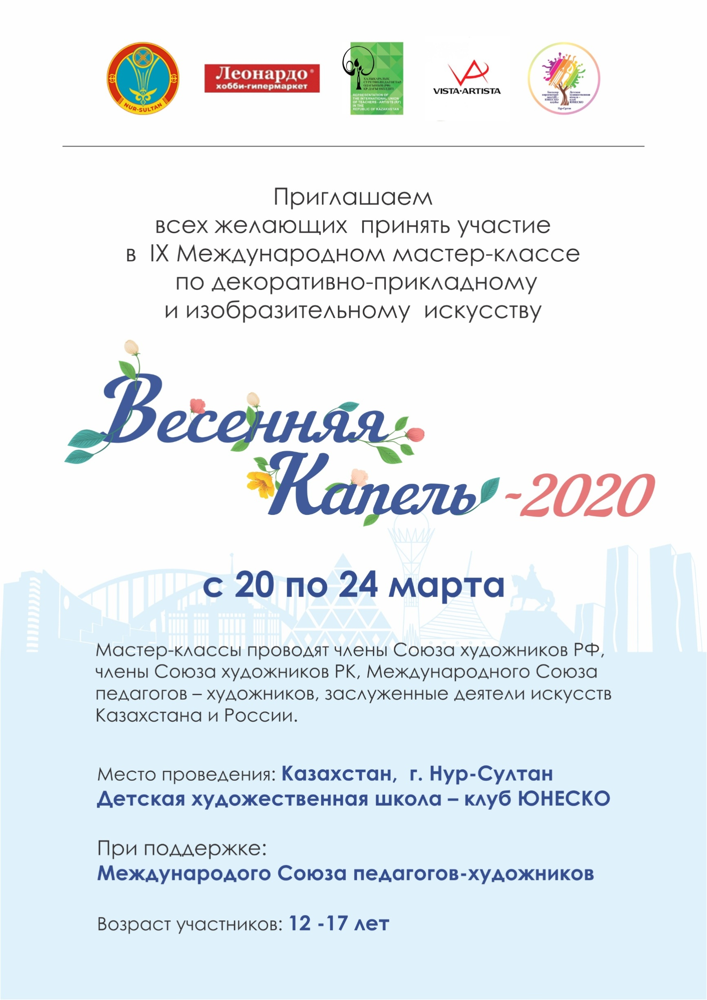 NUR-SULTAN
Леонардо
хобби-гипермаркет
ХАЛЫҚАРАЛЫҚ
СУРЕТШІ-ПЕДАГОГТАР
ОДАҒЫНЫҢ (РФ)
ҚР-ДАҒЫ ӨКІЛДІГІ
REPRESENTATION OF
THE INTERNATIONAL UNION
OF TEACHERS - ARTISTS (RF)
IN THE
REPUBLIC OF KAZAKHSTAN
VISTA·ARTISTA
Детская
художественная
школа –
клуб
ЮНЕСКО
Нур-Султан
Приглашаем
всех желающих принять участие
в IX Международном мастер-классе
по декоративно-прикладному
и изобразительному искусству
Весенняя
Капель -2020
с 20 по 24 марта
Мастер-классы проводят члены Союза художников РФ,
члены Союза художников РК, Международного Союза
педагогов – художников, заслуженные деятели искусств
Казахстана и России.
Место проведения: Казахстан, г. Нур-Султан
Детская художественная школа – клуб ЮНЕСКО
При поддержке:
Международого Союза педагогов-художников
Возраст участников: 12 -17 лет